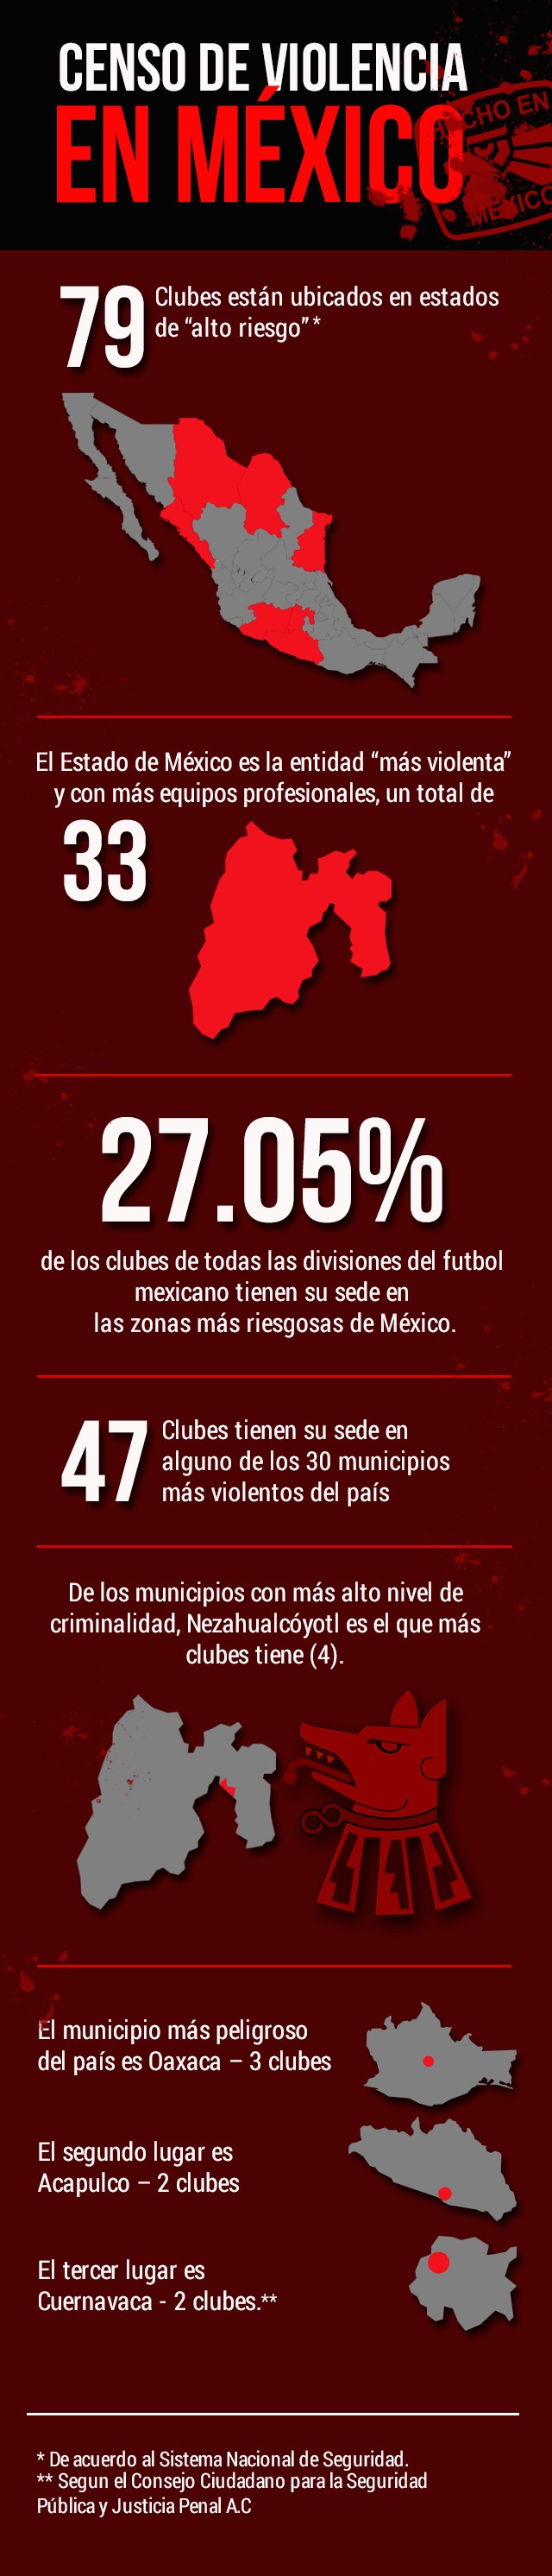 CENSO DE VIOLENCIA
EN MÉXICO
HECHO EN
MÉXICO
79
Clubes están ubicados en estados
de “alto riesgo”*
El Estado de México es la entidad “más violenta”
y con más equipos profesionales, un total de
33
27.05%
de los clubes de todas las divisiones del futbol
mexicano tienen su sede en
las zonas más riesgosas de México.
47
Clubes tienen su sede en
alguno de los 30 municipios
más violentos del país
De los municipios con más alto nivel de
criminalidad, Nezahualcóyotl es el que más
clubes tiene (4).
El municipio más peligroso
del país es Oaxaca – 3 clubes
El segundo lugar es
Acapulco – 2 clubes
El tercer lugar es
Cuernavaca - 2 clubes.**
* De acuerdo al Sistema Nacional de Seguridad.
** Segun el Consejo Ciudadano para la Seguridad
Pública y Justicia Penal A.C